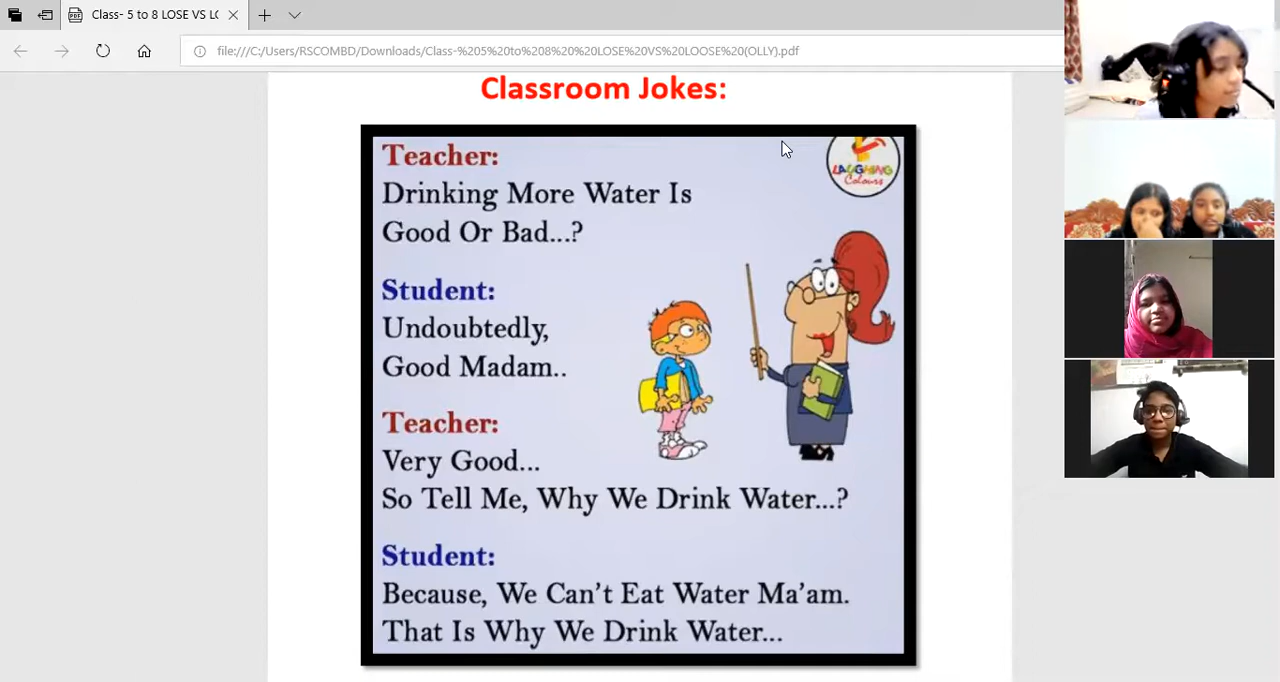 Class- 5 to 8 LOSE VS LO
file:///C:/Users/RSCOMBD/Downloads/Class-%205%20to%208%20%20LOSE%20VS%20LOOSE%20(OLLY).pdf
Classroom Jokes:
Teacher:
Drinking More Water Is
Good Or Bad...?
LAUGHING
Colours
Student:
Undoubtedly,
Good Madam..
Teacher:
Very Good...
So Tell Me, Why We Drink Water...?
Student:
Because, We Can't Eat Water Ma'am.
That Is Why We Drink Water...